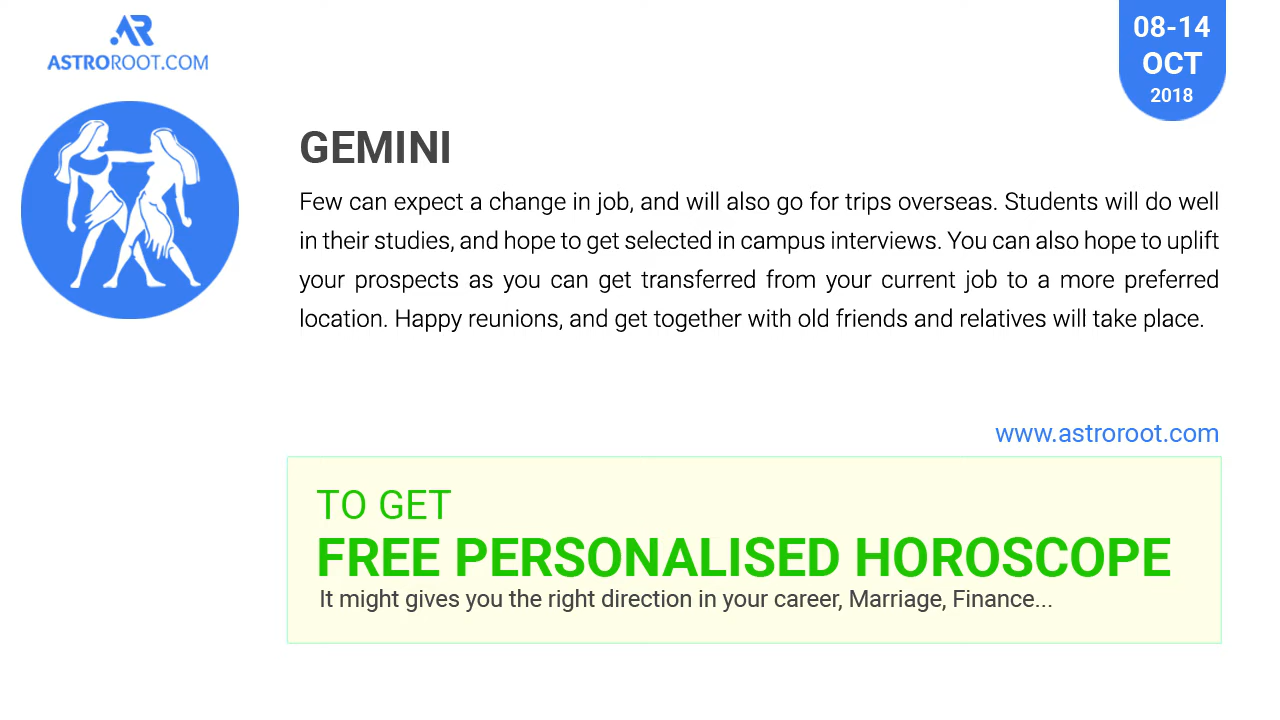 AR
ASTROROOT.COM
08-14
OCT
2018
GEMINI
Few can expect a change in job, and will also go for trips overseas. Students will do well
in their studies, and hope to get selected in campus interviews. You can also hope to uplift
your prospects as you can get transferred from your current job to a more preferred
location. Happy reunions, and get together with old friends and relatives will take place.
www.astroroot.com
TO GET
FREE PERSONALISED HOROSCOPE
It might gives you the right direction in your career, Marriage, Finance...